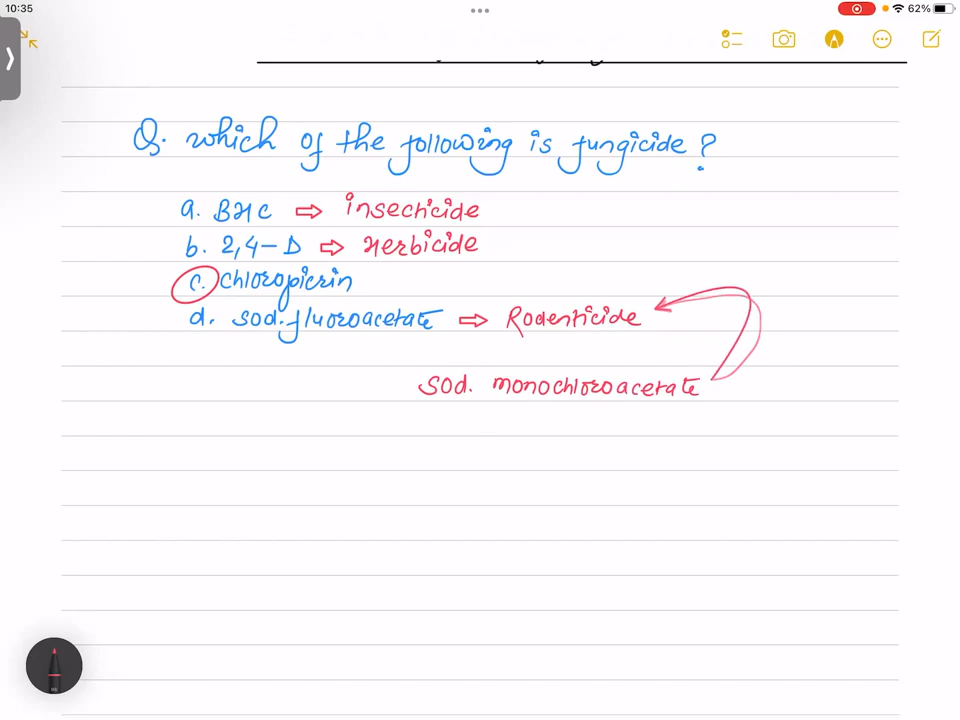 10:35
62%
Q. which of the following is fungicide?
a. BHC ⇨ insecticide
b. 2,4-D ⇨ Herbicide
c. chloropicrin
d. sod. fluoroacetate ⇨ Rodenticide
sod. monochloroacetate